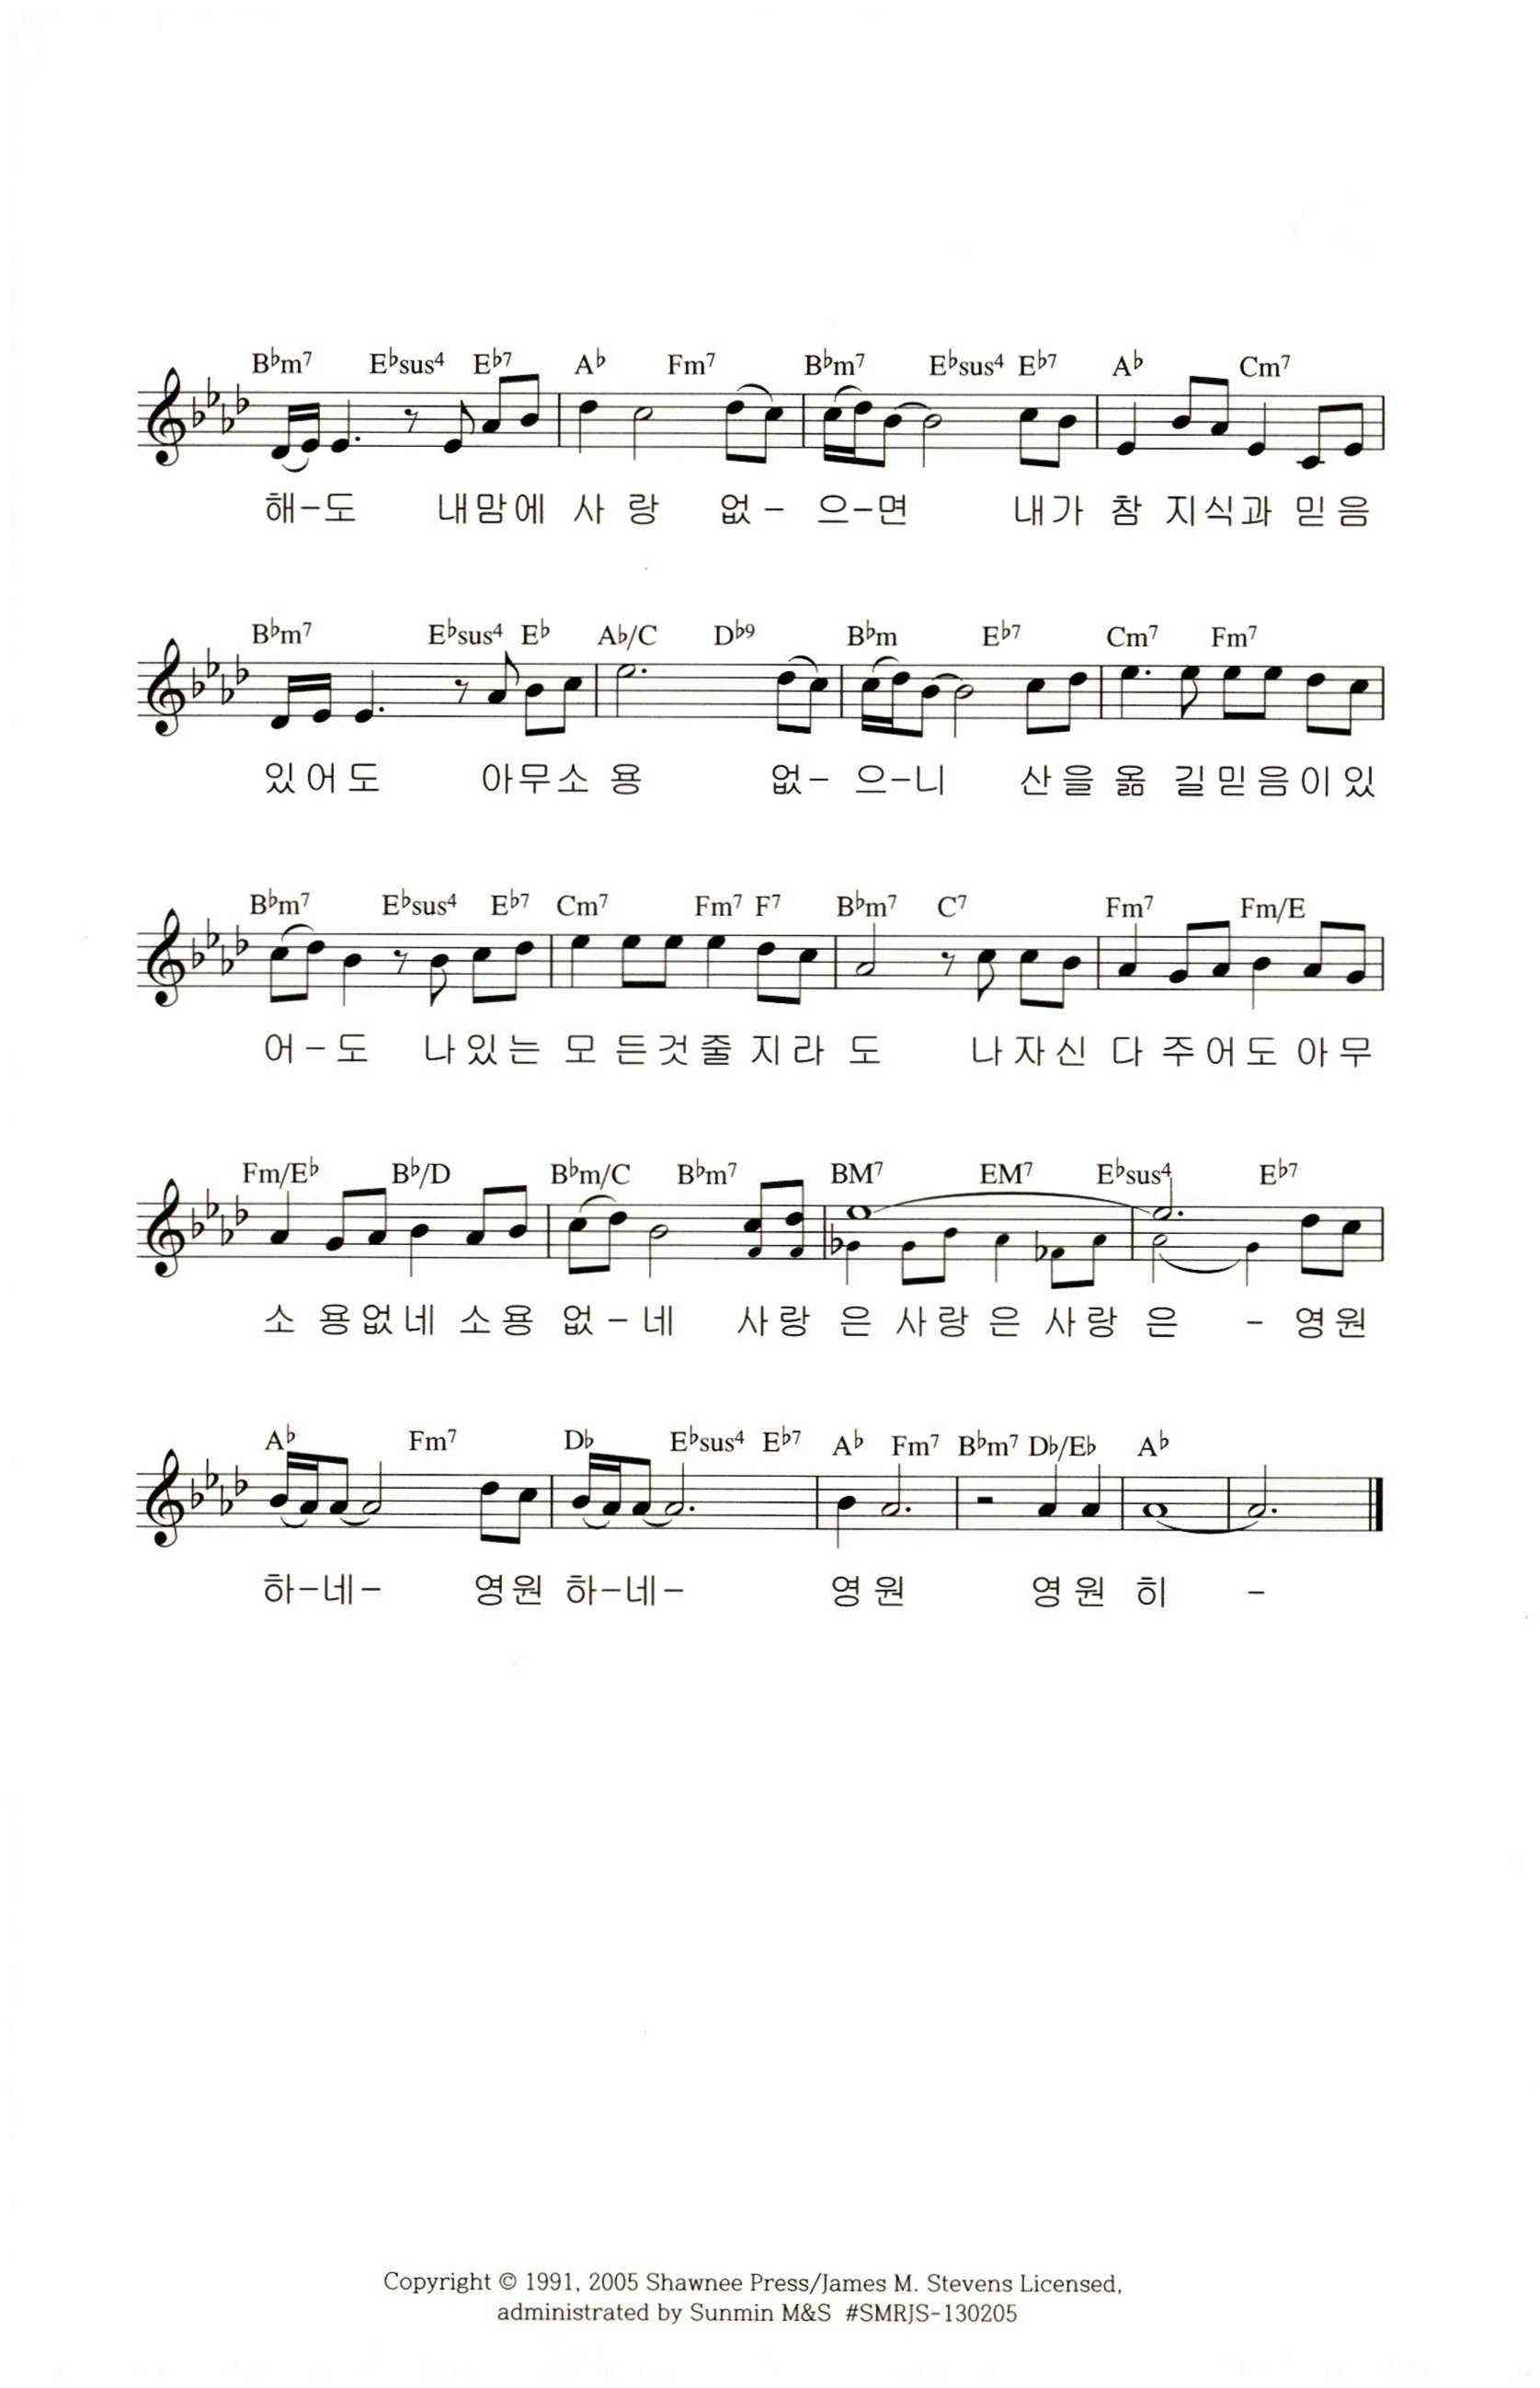 B♭m7 E♭sus4 E♭7 A♭ Fm7 B♭m7 E♭sus4 E♭7 A♭ Cm7
해-도 내맘에 사 랑 없- 으-면 내가 참 지식과 믿음
B♭m7 E♭sus4 E♭ A♭/C D♭9 B♭m E♭7 Cm7 Fm7
있어도 아무소 용 없- 으-니 산을 옮 길믿음이있
B♭m7 E♭sus4 E♭7 Cm7 Fm7 F7 B♭m7 C7 Fm7 Fm/E
어-도 나있는 모 든것줄 지라 도 나자신 다 주어도 아무
Fm/E♭ B♭/D B♭m/C B♭m7 BM7 EM7 E♭sus4 E♭7
소 용없네 소용 없-네 사랑 은 사랑 은 사랑 은 - 영원
A♭ Fm7 D♭ E♭sus4 E♭7 A♭ Fm7 B♭m7 D♭/E♭ A♭
하-네- 영원 하-네- 영 원 영 원 히 -
Copyright © 1991, 2005 Shawnee Press/James M. Stevens Licensed,
administrated by Sunmin M&S #SMRJS-130205